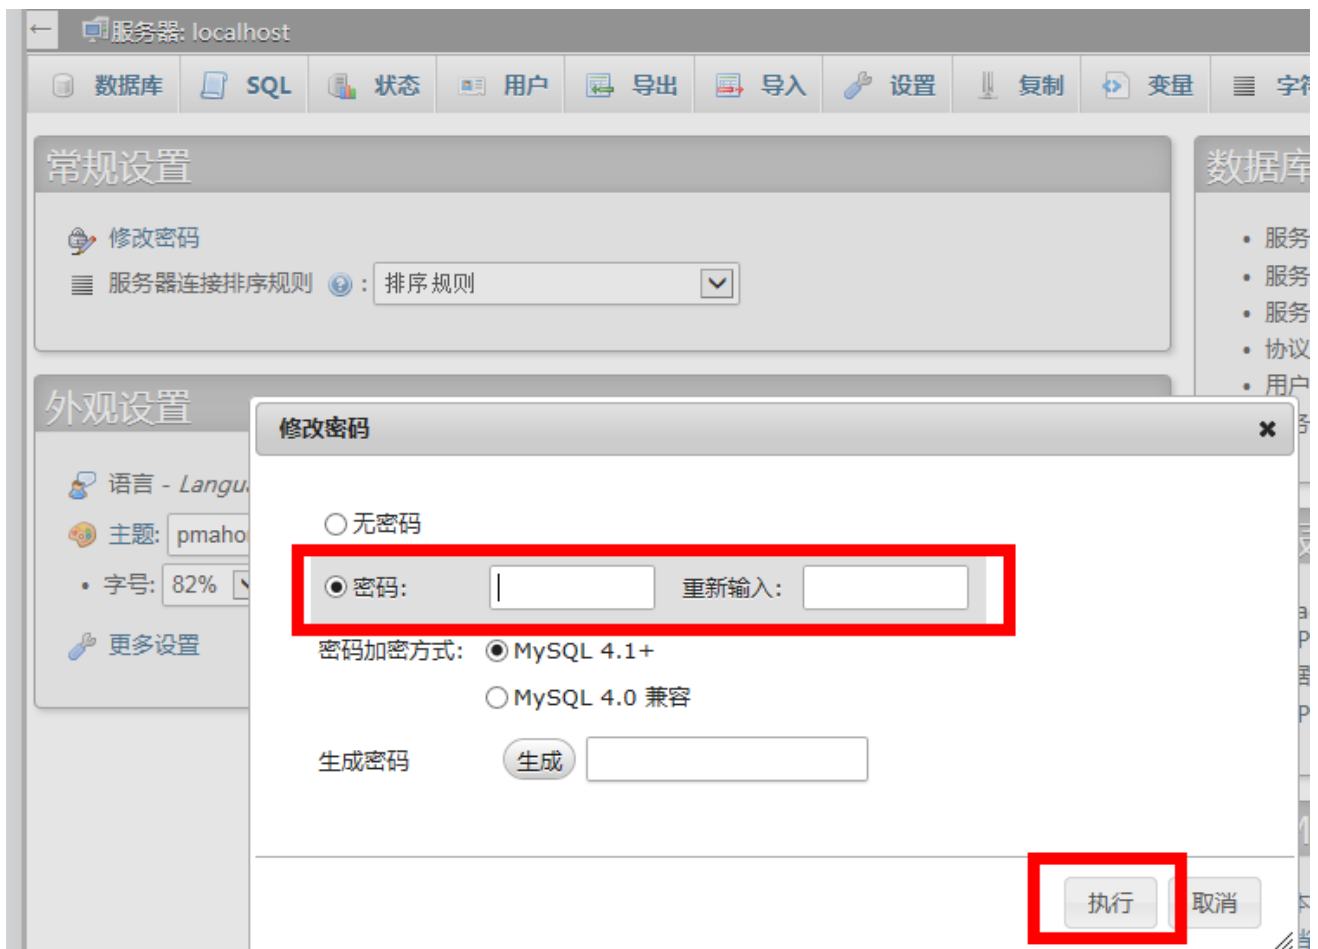 ← 服务器: localhost
数据库 SQL 状态 用户 导出 导入 设置 复制 变量
常规设置
修改密码
服务器连接排序规则 : 排序规则
外观设置
语言 - Langu
主题: pmaho
• 字号: 82%
更多设置
数据库
• 服务
• 服务
• 服务
• 协议
• 用户
修改密码
无密码
密码: 重新输入:
密码加密方式: MySQL 4.1+
MySQL 4.0 兼容
生成密码 生成
执行 取消